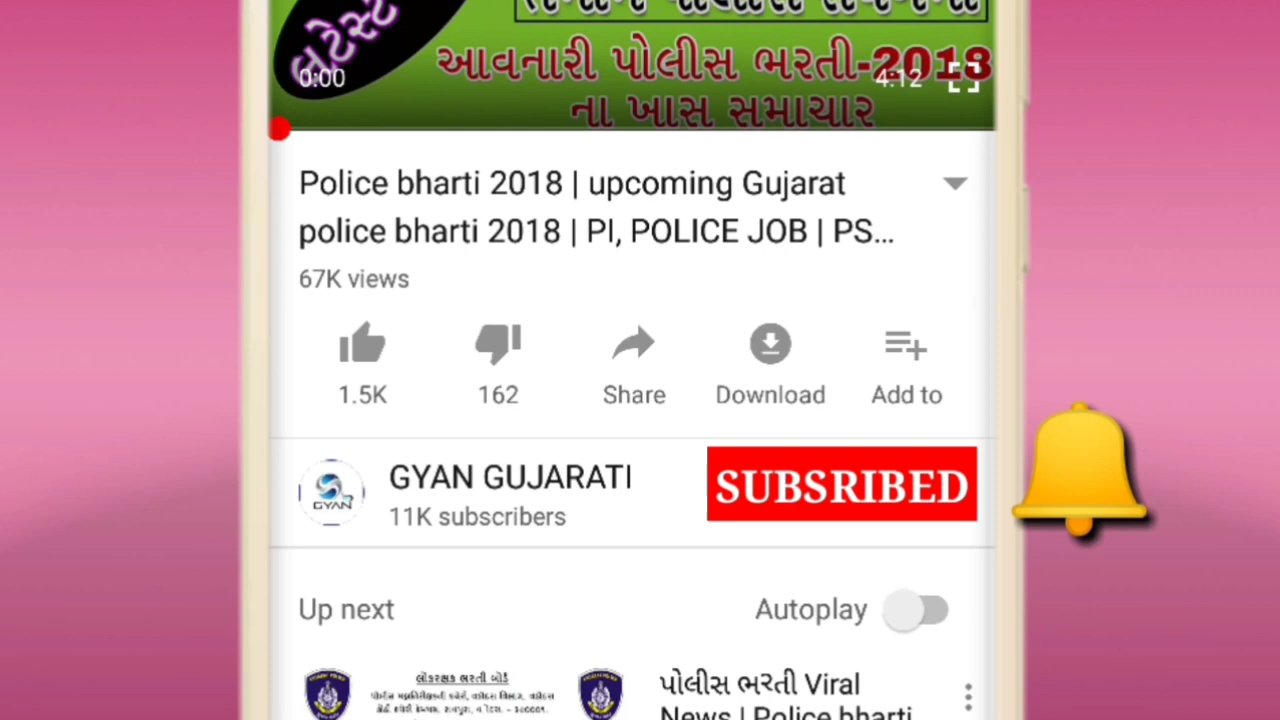 લેટેસ્ટ
આવનારી પોલીસ ભરતી-2018
0:00
4:12
ના ખાસ સમાચાર
Police bharti 2018 | upcoming Gujarat
police bharti 2018 | PI, POLICE JOB | PS...
67K views
1.5K
162
Share
Download
Add to
GYAN
GYAN GUJARATI
11K subscribers
SUBSRIBED
Up next
Autoplay
લોકરક્ષક ભરતી બોર્ડ
પોલીસ ભરતી Viral
News | Police bharti